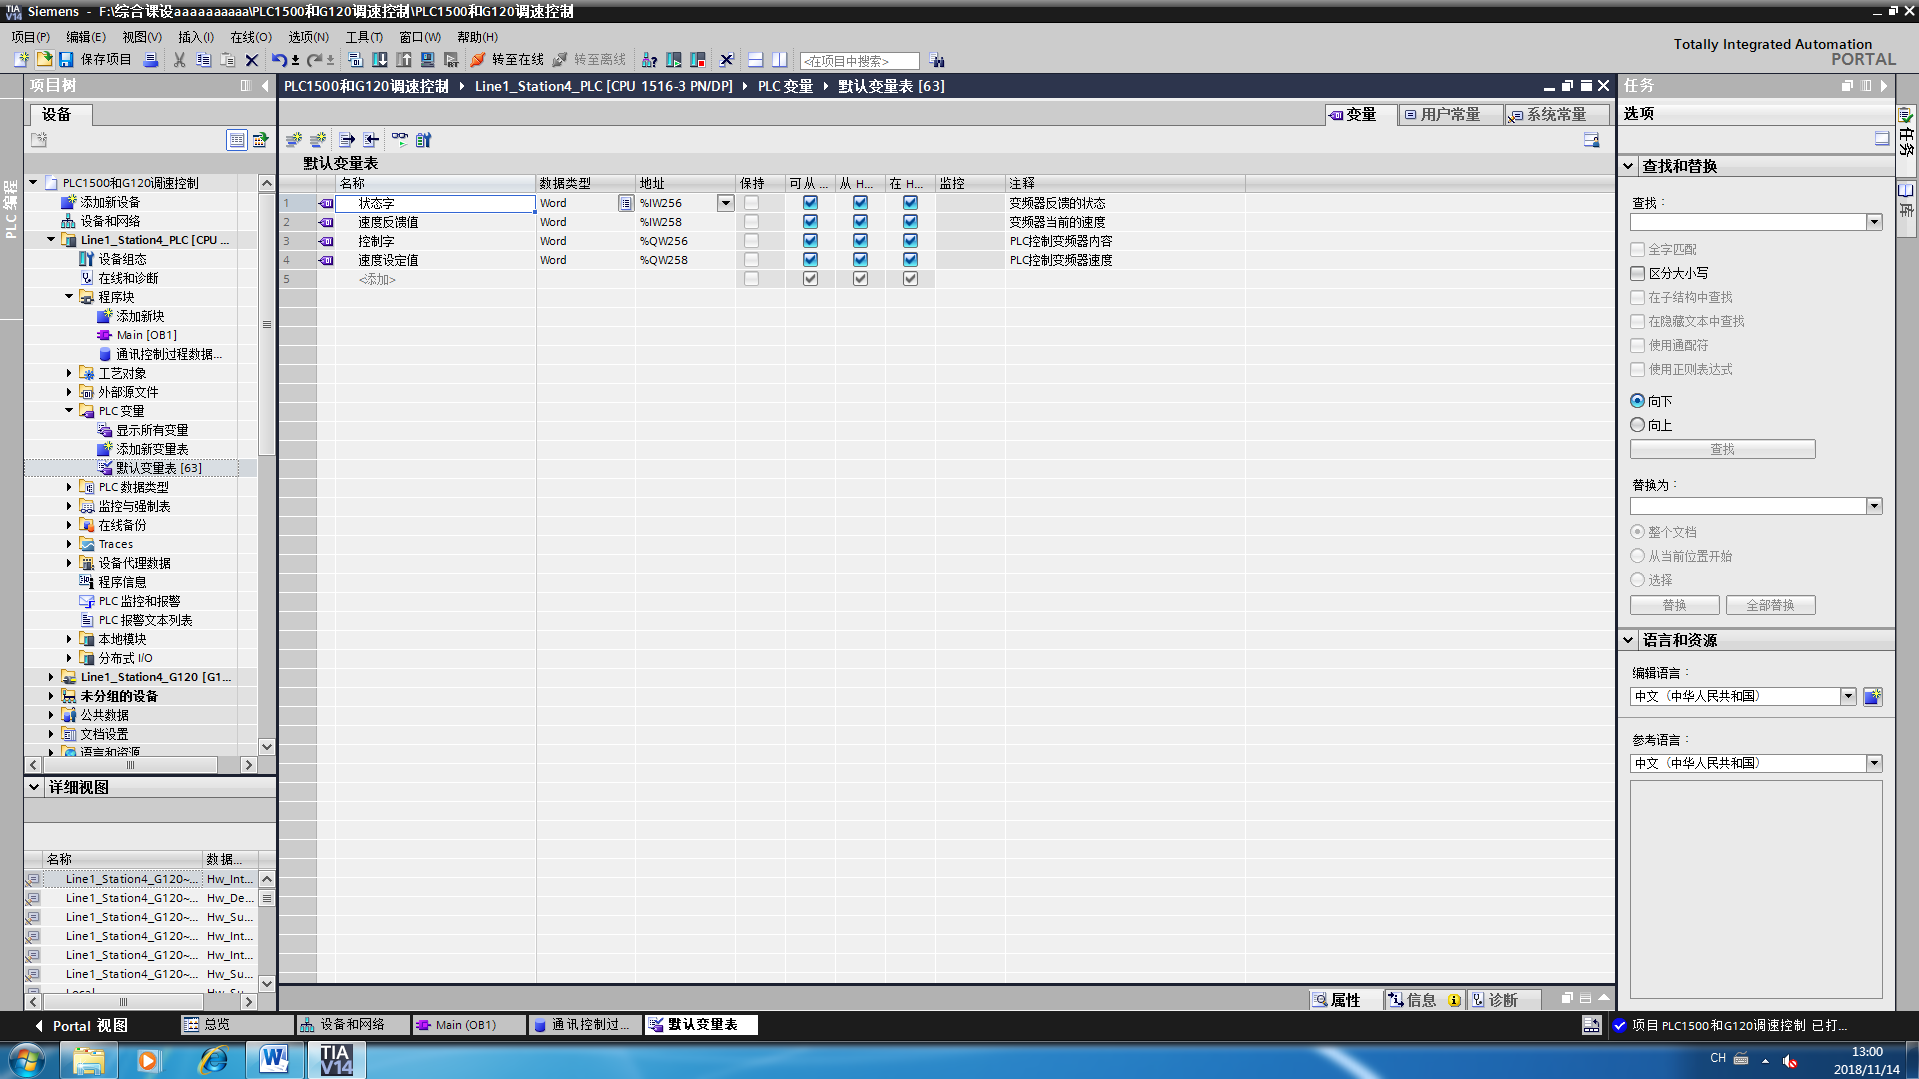 Siemens - F:\综合课设aaaaaaaaaa\PLC1500和G120调速控制\PLC1500和G120调速控制
项目(P) 编辑(E) 视图(V) 插入(I) 在线(O) 选项(N) 工具(T) 窗口(W) 帮助(H)
Totally Integrated Automation
PORTAL
保存项目 转至在线 转至离线 <在项目中搜索>
项目树
PLC1500和G120调速控制 Line1_Station4_PLC [CPU 1516-3 PN/DP] PLC 变量 默认变量表 [63]
任务
设备
变量 用户常量 系统常量
选项
PLC 编程
默认变量表
名称 数据类型 地址 保持 可从 ... 从 H... 在 H... 监控 注释
1 状态字 Word %IW256 变频器反馈的状态
2 速度反馈值 Word %IW258 变频器当前的速度
3 控制字 Word %QW256 PLC控制变频器内容
4 速度设定值 Word %QW258 PLC控制变频器速度
5 <添加>
PLC1500和G120调速控制
添加新设备
设备和网络
Line1_Station4_PLC [CPU ...
设备组态
在线和诊断
程序块
添加新块
Main [OB1]
通讯控制过程数据...
工艺对象
外部源文件
PLC 变量
显示所有变量
添加新变量表
默认变量表 [63]
PLC 数据类型
监控与强制表
在线备份
Traces
设备代理数据
程序信息
PLC 监控和报警
PLC 报警文本列表
本地模块
分布式 I/O
Line1_Station4_G120 [G1...
未分组的设备
公共数据
文档设置
语言和资源
详细视图
名称 数据...
Line1_Station4_G120~... Hw_Int...
Line1_Station4_G120~... Hw_De...
Line1_Station4_G120~... Hw_Su...
Line1_Station4_G120~... Hw_Int...
Line1_Station4_G120~... Hw_Int...
Line1_Station4_G120~... Hw_Su...
Local Hw_Su...
查找和替换
查找：
全字匹配
区分大小写
在子结构中查找
在隐藏文本中查找
使用通配符
使用正则表达式
向下
向上
查找
替换为：
整个文档
从当前位置开始
选择
替换 全部替换
语言和资源
编辑语言：
中文（中华人民共和国）
参考语言：
中文（中华人民共和国）
任务
库
属性 信息 诊断
Portal 视图 总览 设备和网络 Main (OB1) 通讯控制过... 默认变量表
项目 PLC1500和G120调速控制 已打...
TIA
V14
CH
13:00
2018/11/14